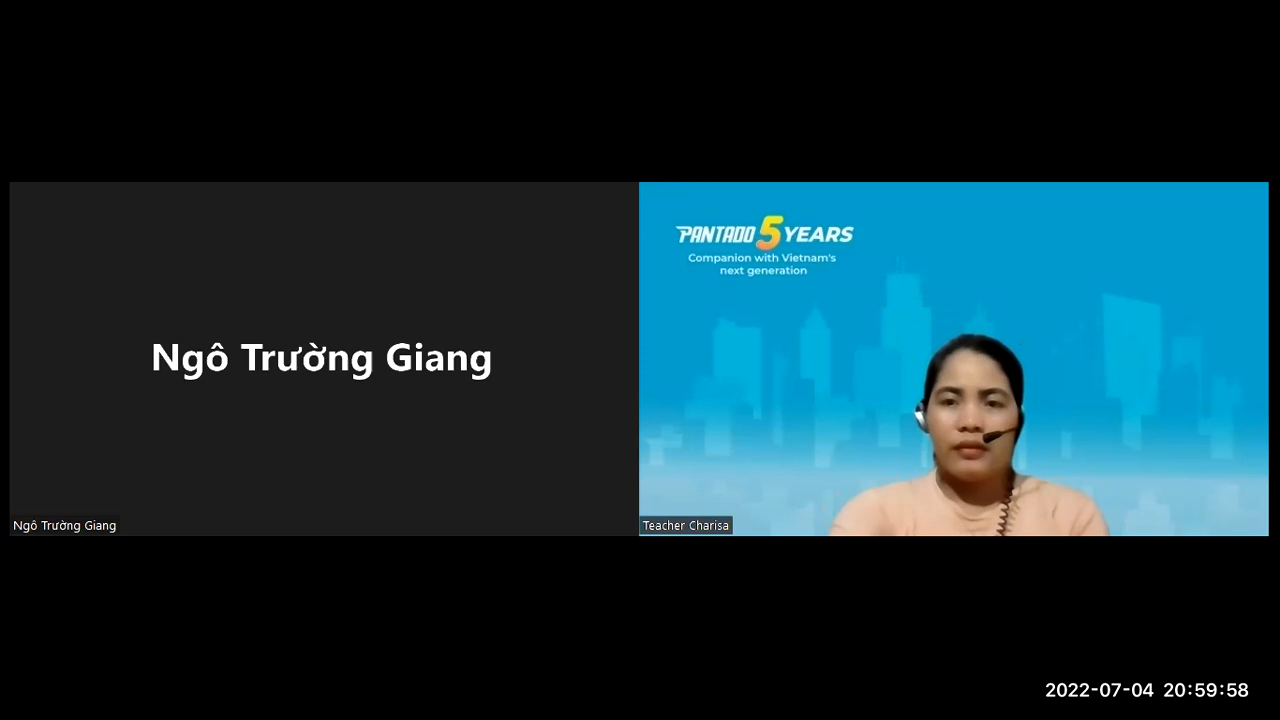 Ngô Trường Giang
Ngô Trường Giang
PANTADO 5 YEARS
Companion with Vietnam's
next generation
Teacher Charisa
2022-07-04 20:59:58